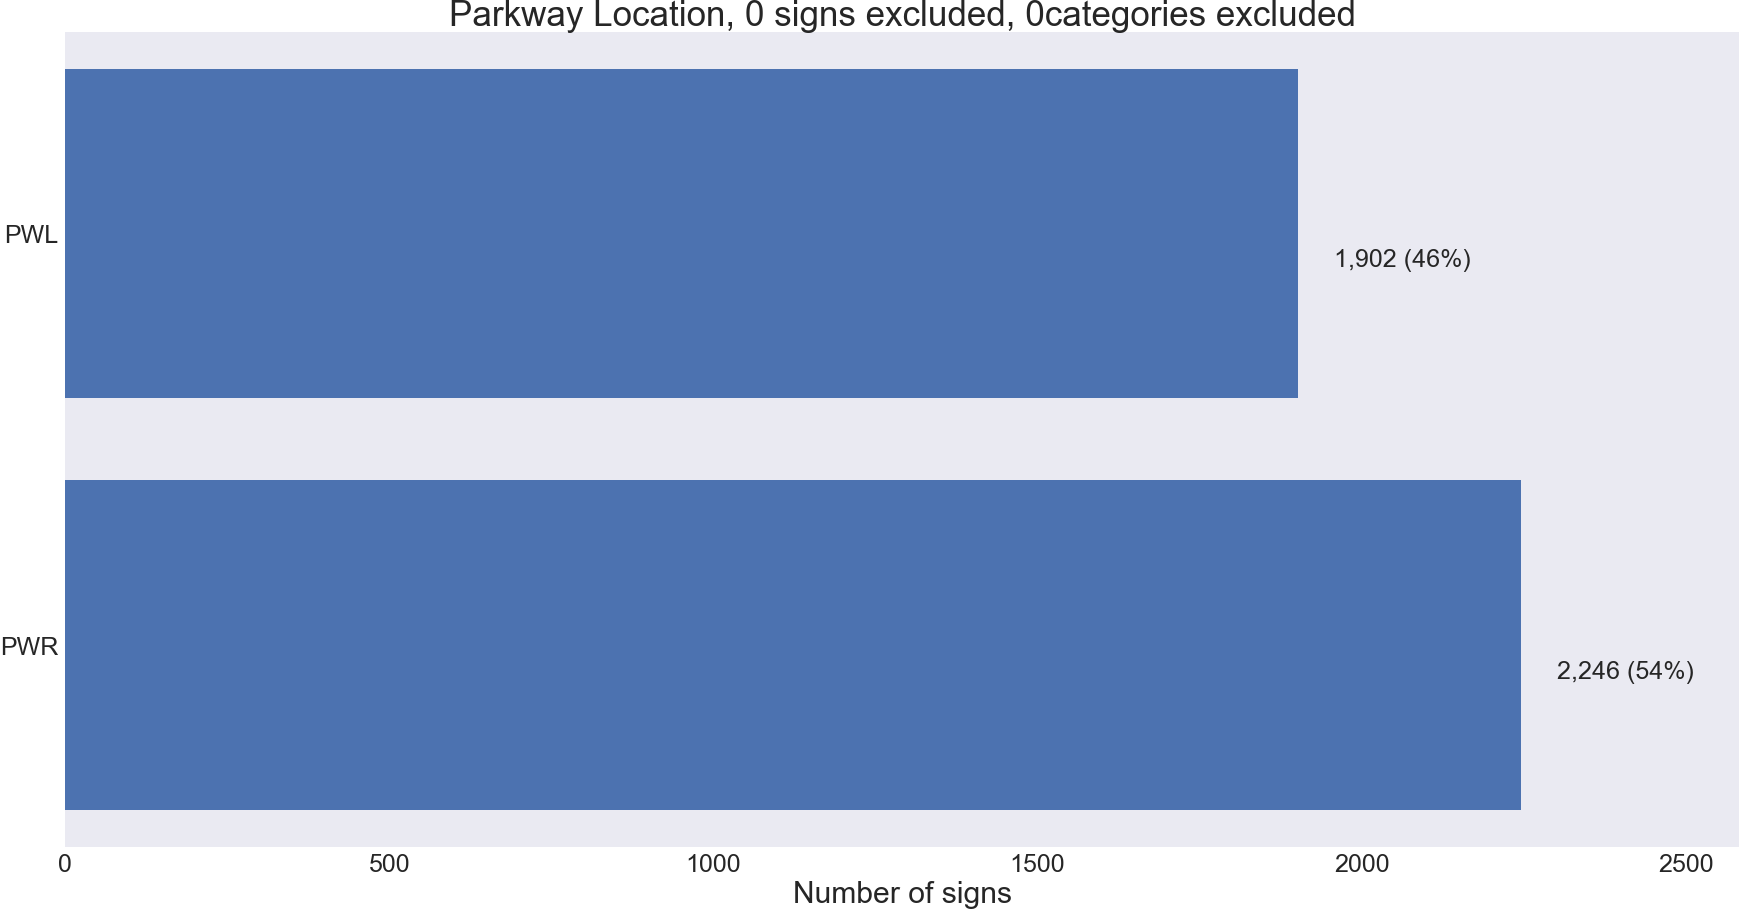 Parkway Location, 0 signs excluded, 0categories excluded
PWL
1,902 (46%)
PWR
2,246 (54%)
0 500 1000 1500 2000 2500
Number of signs